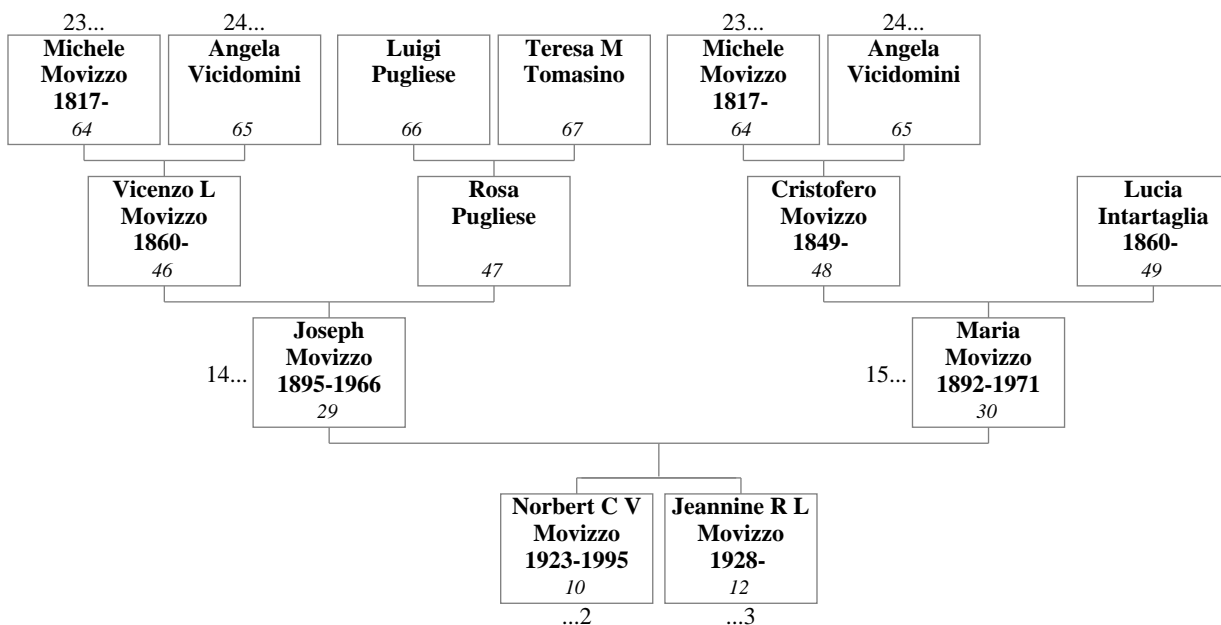 23...
Michele
Movizzo
1817-
64
24...
Angela
Vicidomini
65
Luigi
Pugliese
66
Teresa M
Tomasino
67
23...
Michele
Movizzo
1817-
64
24...
Angela
Vicidomini
65
Vicenzo L
Movizzo
1860-
46
Rosa
Pugliese
47
Cristofero
Movizzo
1849-
48
Lucia
Intartaglia
1860-
49
14...
Joseph
Movizzo
1895-1966
29
15...
Maria
Movizzo
1892-1971
30
Norbert C V
Movizzo
1923-1995
10
...2
Jeannine R L
Movizzo
1928-
12
...3